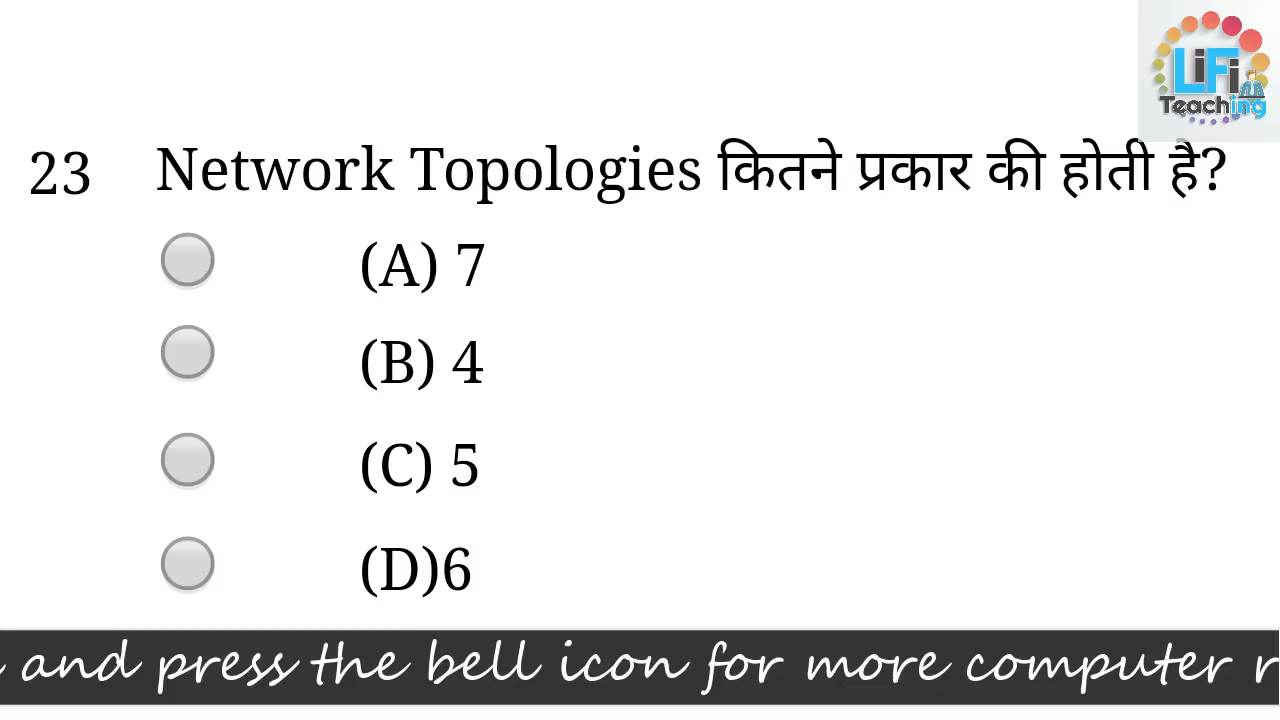 LiFi
Teaching
23 Network Topologies कितने प्रकार की होती है?
(A) 7
(B) 4
(C) 5
(D)6
and press the bell icon for more computer r